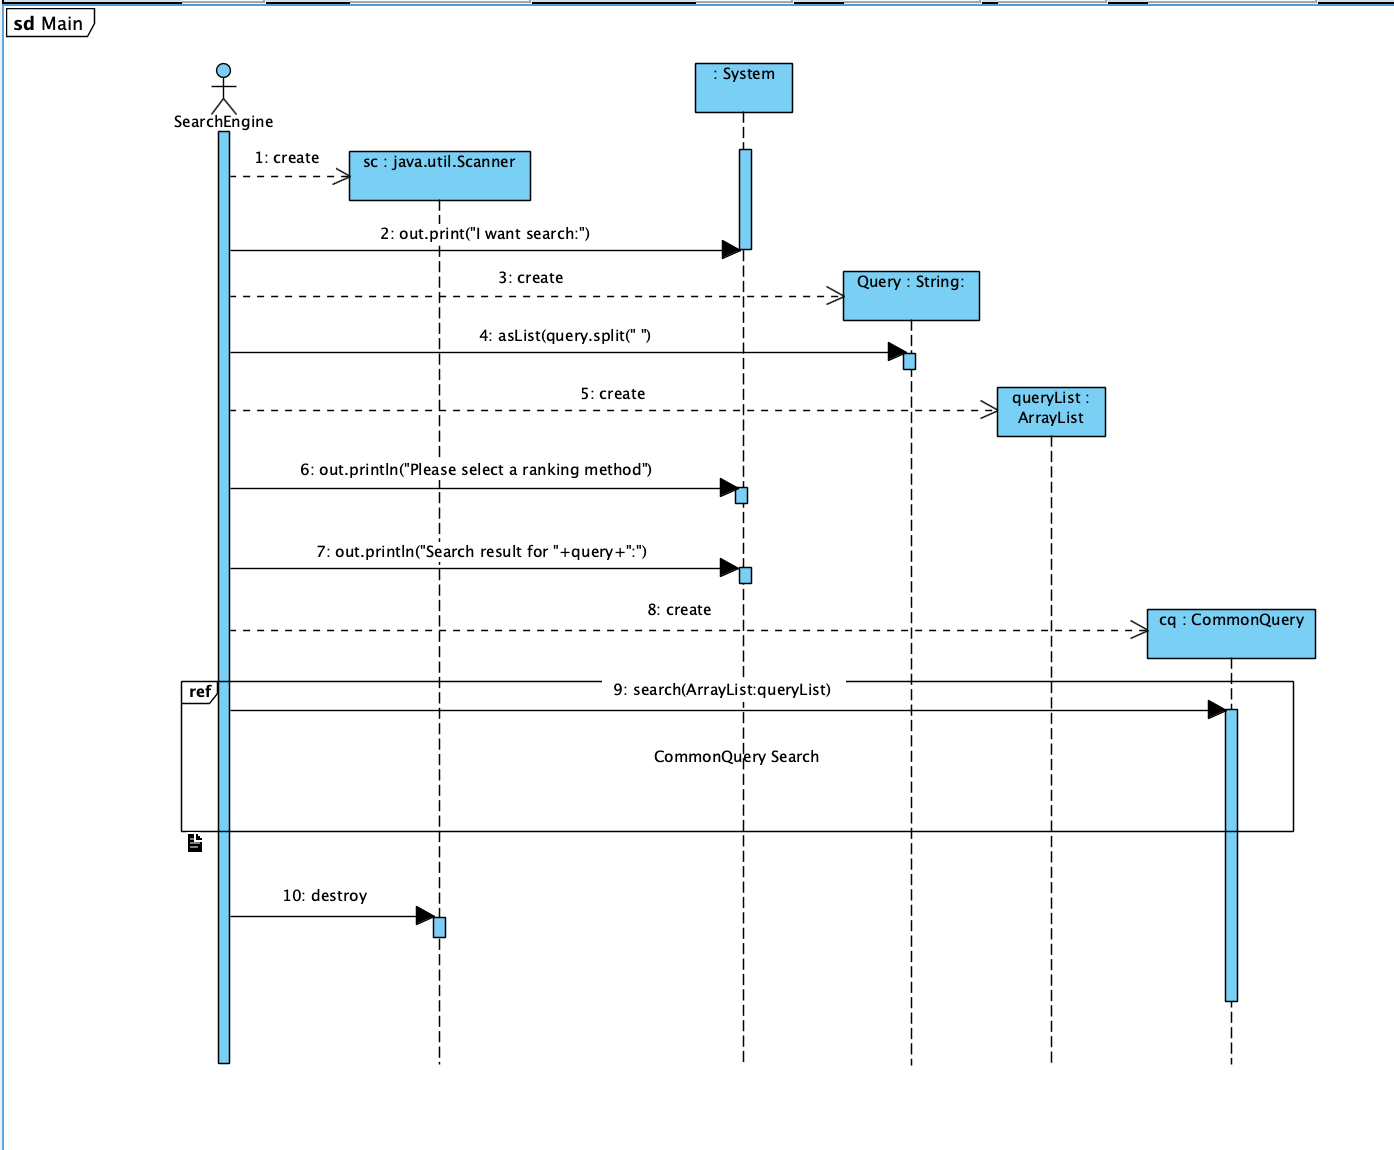 sd Main
: System
SearchEngine
1: create
sc : java.util.Scanner
2: out.print("I want search:")
3: create
Query : String:
4: asList(query.split(" ")
5: create
queryList :
ArrayList
6: out.println("Please select a ranking method")
7: out.println("Search result for "+query+":")
8: create
cq : CommonQuery
ref
9: search(ArrayList:queryList)
CommonQuery Search
10: destroy